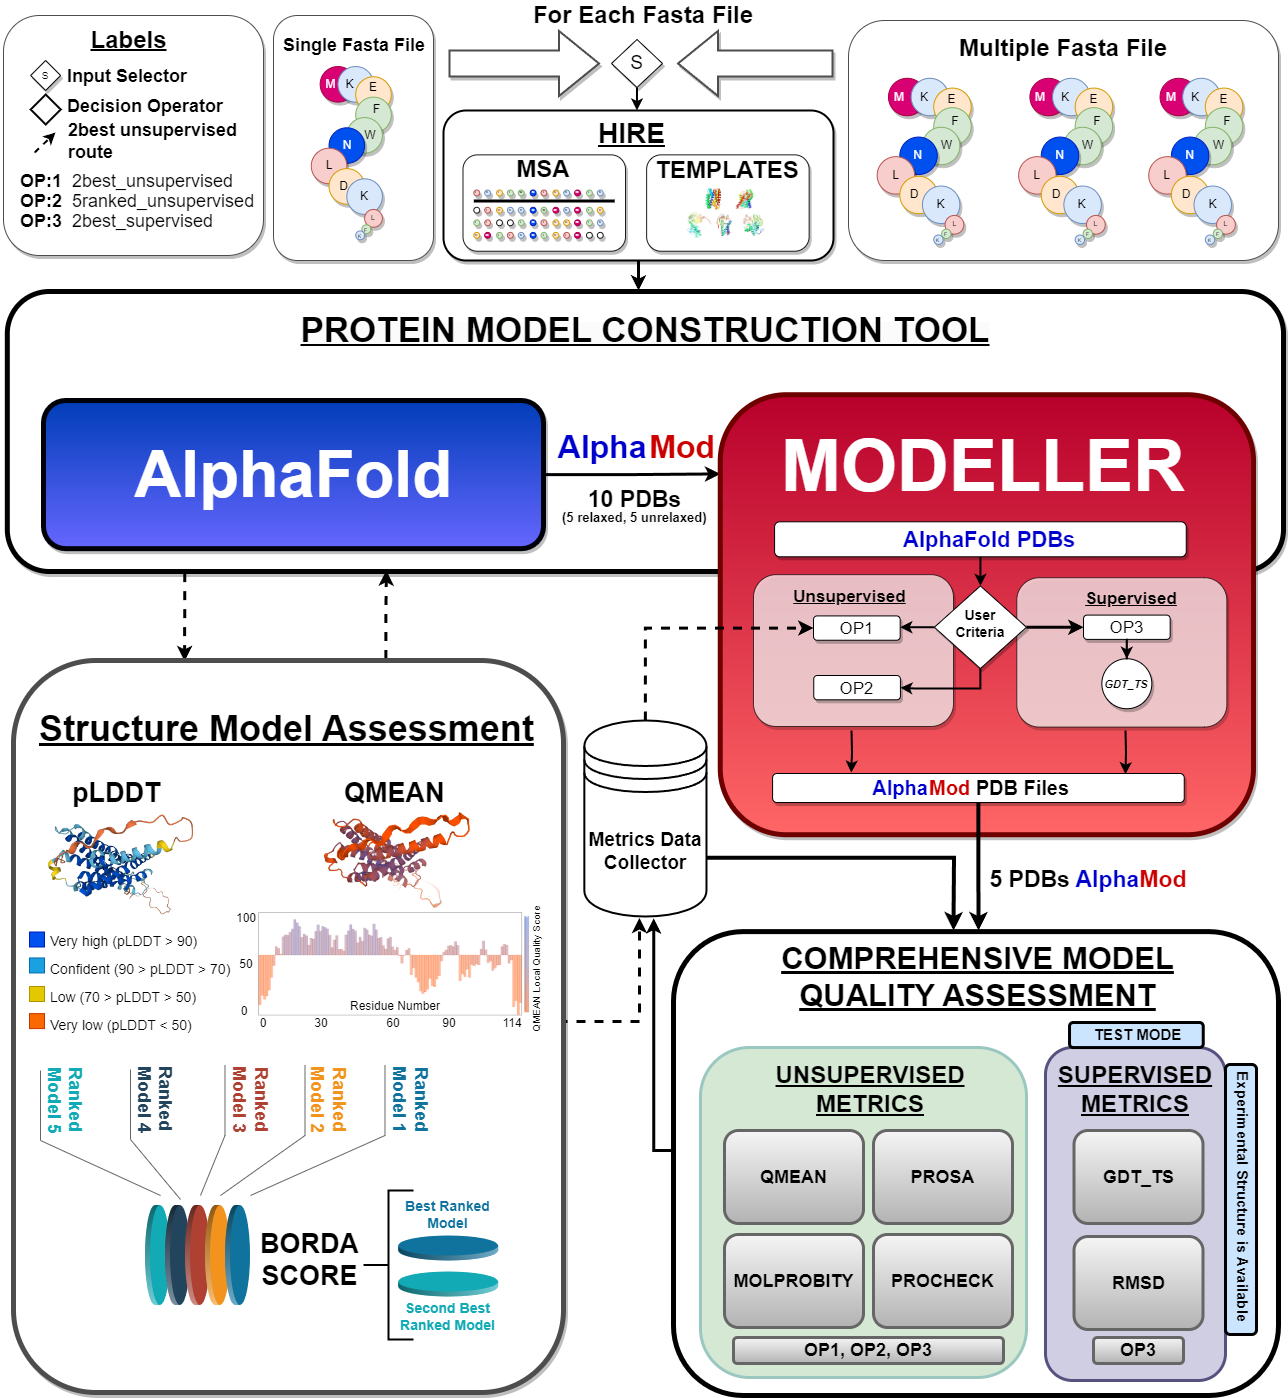 Labels
S
Input Selector
Decision Operator
2best unsupervised
route
OP:1 2best_unsupervised
OP:2 5ranked_unsupervised
OP:3 2best_supervised
Single Fasta File
M
K
E
F
W
N
L
D
K
L
F
K
For Each Fasta File
S
Multiple Fasta File
M
K
E
F
W
N
L
D
K
L
F
K
M
K
E
F
W
N
L
D
K
L
F
K
M
K
E
F
W
N
L
D
K
L
F
K
HIRE
MSA
TEMPLATES
PROTEIN MODEL CONSTRUCTION TOOL
AlphaFold
AlphaMod
10 PDBs
(5 relaxed, 5 unrelaxed)
MODELLER
AlphaFold PDBs
Unsupervised
User
Criteria
Supervised
OP1
OP3
OP2
GDT_TS
AlphaMod PDB Files
Structure Model Assessment
pLDDT
QMEAN
Very high (pLDDT > 90)
Confident (90 > pLDDT > 70)
Low (70 > pLDDT > 50)
Very low (pLDDT < 50)
100
50
0
Residue Number
0
30
60
90
114
QMEAN Local Quality Score
Ranked
Model 5
Ranked
Model 4
Ranked
Model 3
Ranked
Model 2
Ranked
Model 1
BORDA
SCORE
Best Ranked
Model
Second Best
Ranked Model
Metrics Data
Collector
5 PDBs AlphaMod
COMPREHENSIVE MODEL
QUALITY ASSESSMENT
UNSUPERVISED
METRICS
QMEAN
PROSA
MOLPROBITY
PROCHECK
OP1, OP2, OP3
TEST MODE
SUPERVISED
METRICS
GDT_TS
RMSD
OP3
Experimental Structure is Available